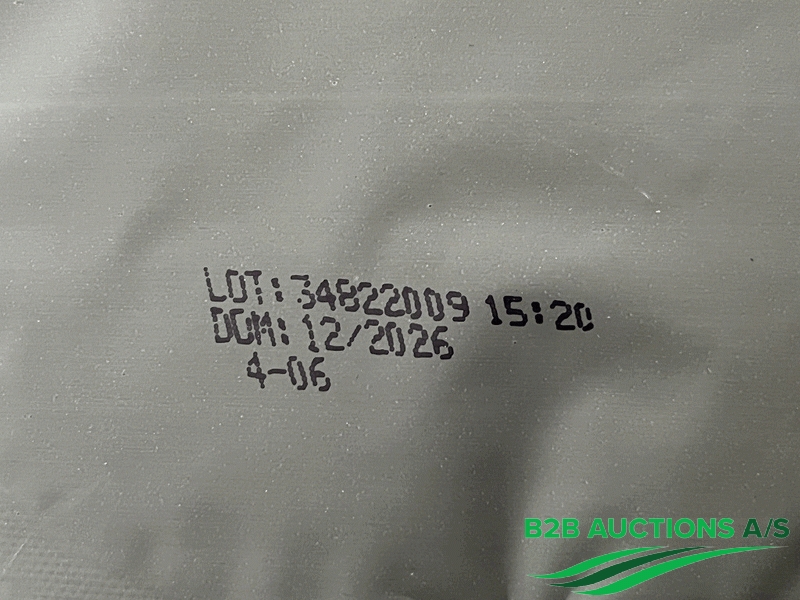 LOT:34822009 15:20
DOM:12/2026
4-06
B2B AUCTIONS A/S